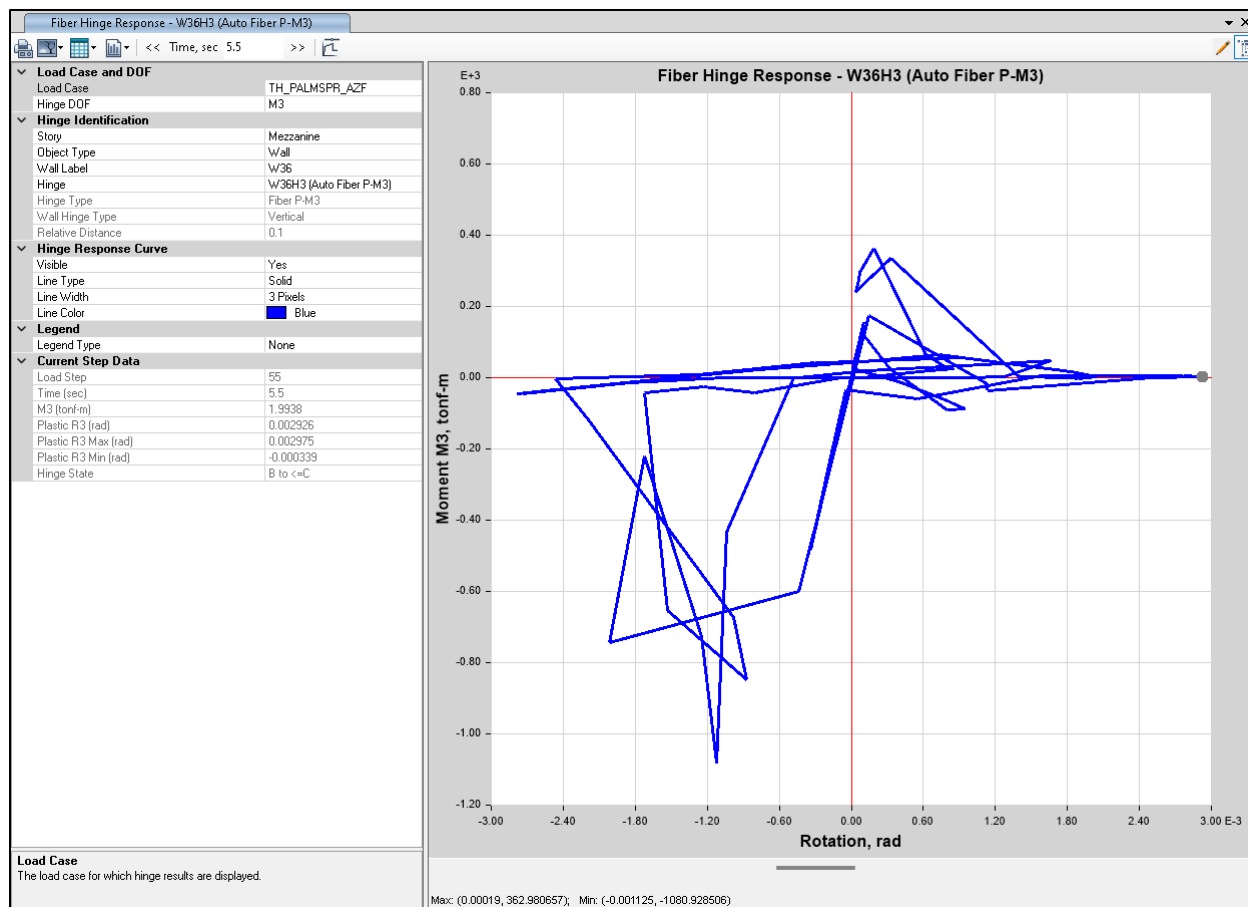 Fiber Hinge Response - W36H3 (Auto Fiber P-M3)
<< Time, sec 5.5 >>
Load Case and DOF
Load Case TH_PALMSPR_AZF
Hinge DOF M3
Hinge Identification
Story Mezzanine
Object Type Wall
Wall Label W36
Hinge W36H3 (Auto Fiber P-M3)
Hinge Type Fiber P-M3
Wall Hinge Type Vertical
Relative Distance 0.1
Hinge Response Curve
Visible Yes
Line Type Solid
Line Width 3 Pixels
Line Color Blue
Legend
Legend Type None
Current Step Data
Load Step 55
Time (sec) 5.5
M3 (tonf-m) 1.9938
Plastic R3 (rad) 0.002926
Plastic R3 Max (rad) 0.002975
Plastic R3 Min (rad) -0.000339
Hinge State B to <=C
Load Case
The load case for which hinge results are displayed.
Fiber Hinge Response - W36H3 (Auto Fiber P-M3)
E+3
0.80
0.60
0.40
0.20
0.00
-0.20
-0.40
-0.60
-0.80
-1.00
-1.20
Moment M3, tonf-m
-3.00 -2.40 -1.80 -1.20 -0.60 0.00 0.60 1.20 1.80 2.40 3.00 E-3
Rotation, rad
Max: (0.00019, 362.980657); Min: (-0.001125, -1080.928506)